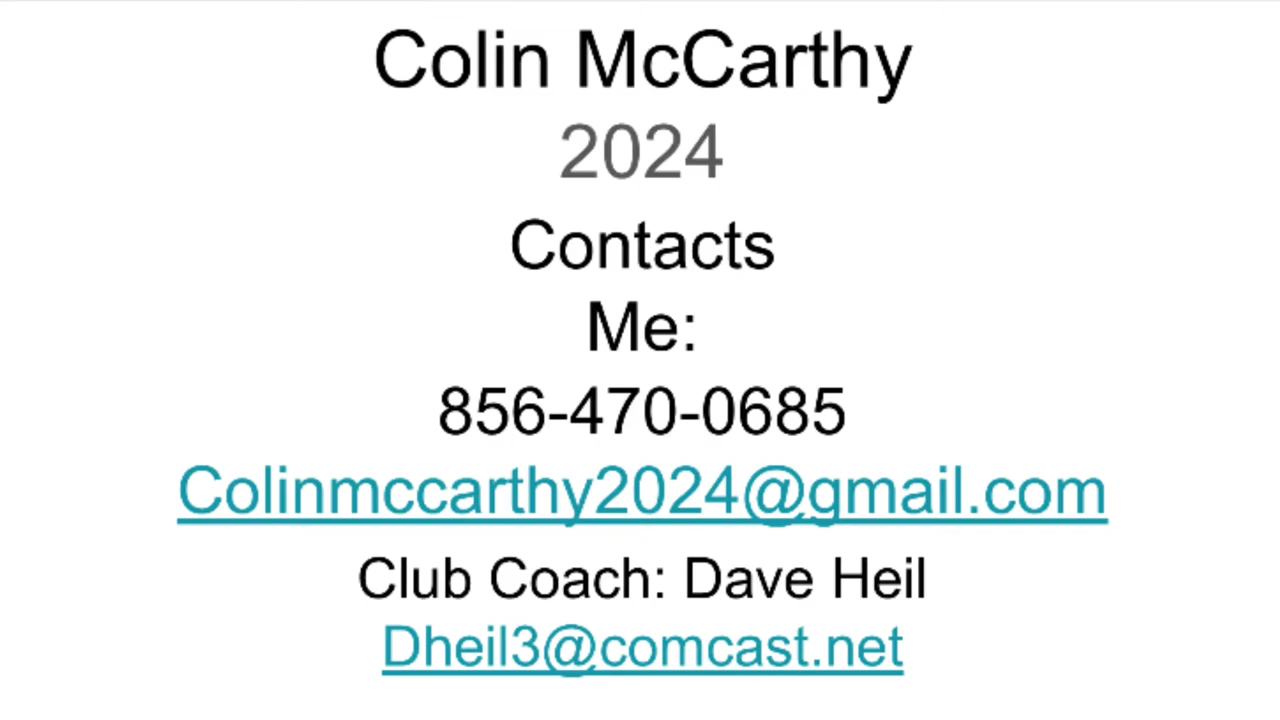 Colin McCarthy
2024
Contacts
Me:
856-470-0685
Colinmccarthy2024@gmail.com
Club Coach: Dave Heil
Dheil3@comcast.net